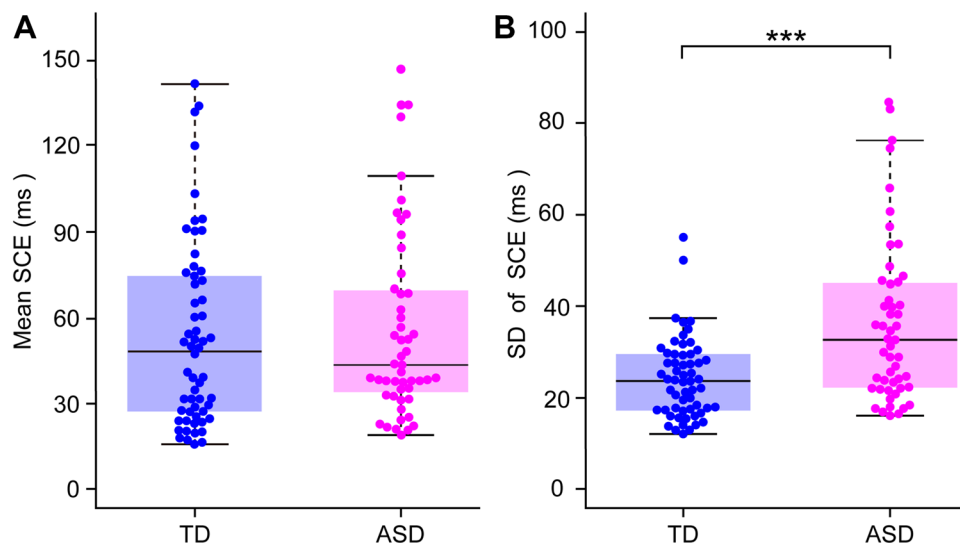 A
Mean SCE (ms )
150
120
90
60
30
0
TD
ASD
B
SD of SCE (ms )
100
80
60
40
20
0
***
TD
ASD